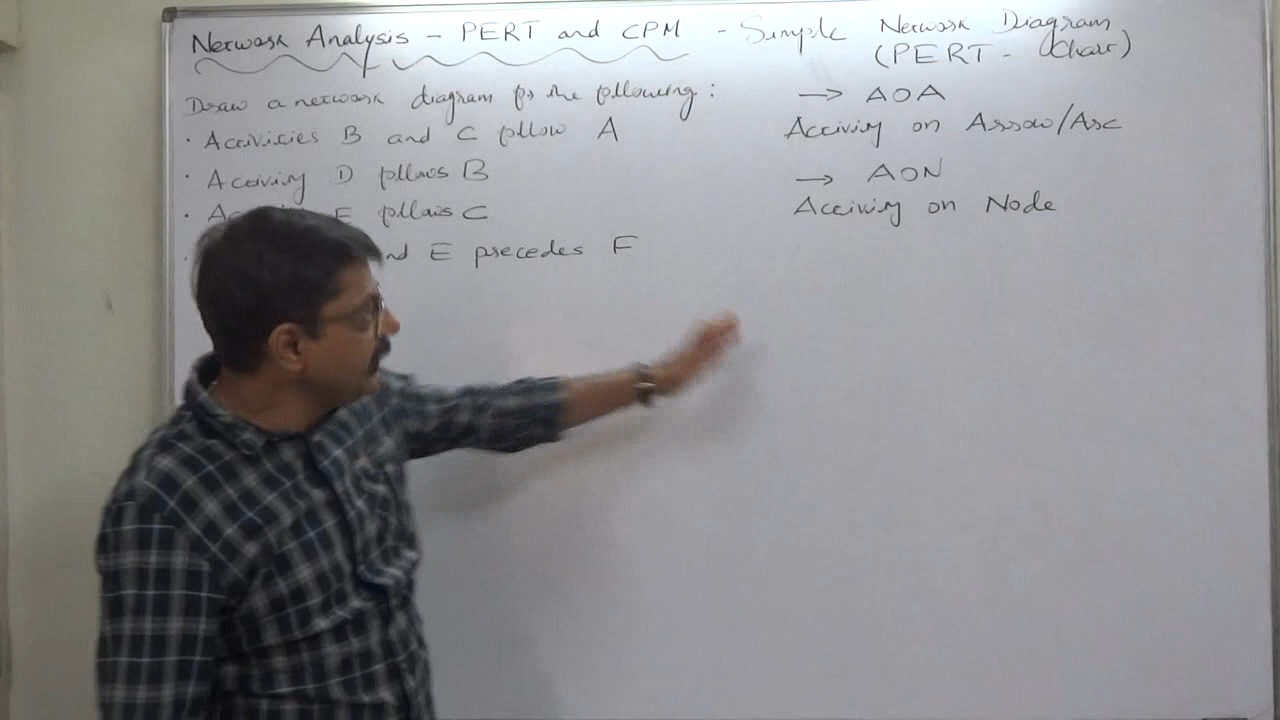 Network Analysis – PERT and CPM - Simple Network Diagram
(PERT - Chart)
Draw a network diagram for the following:
· Activities B and C follow A
· Activity D follows B
· E follows C
· and E precedes F
→ AOA
Activity on Arrow/Arc
→ AON
Activity on Node